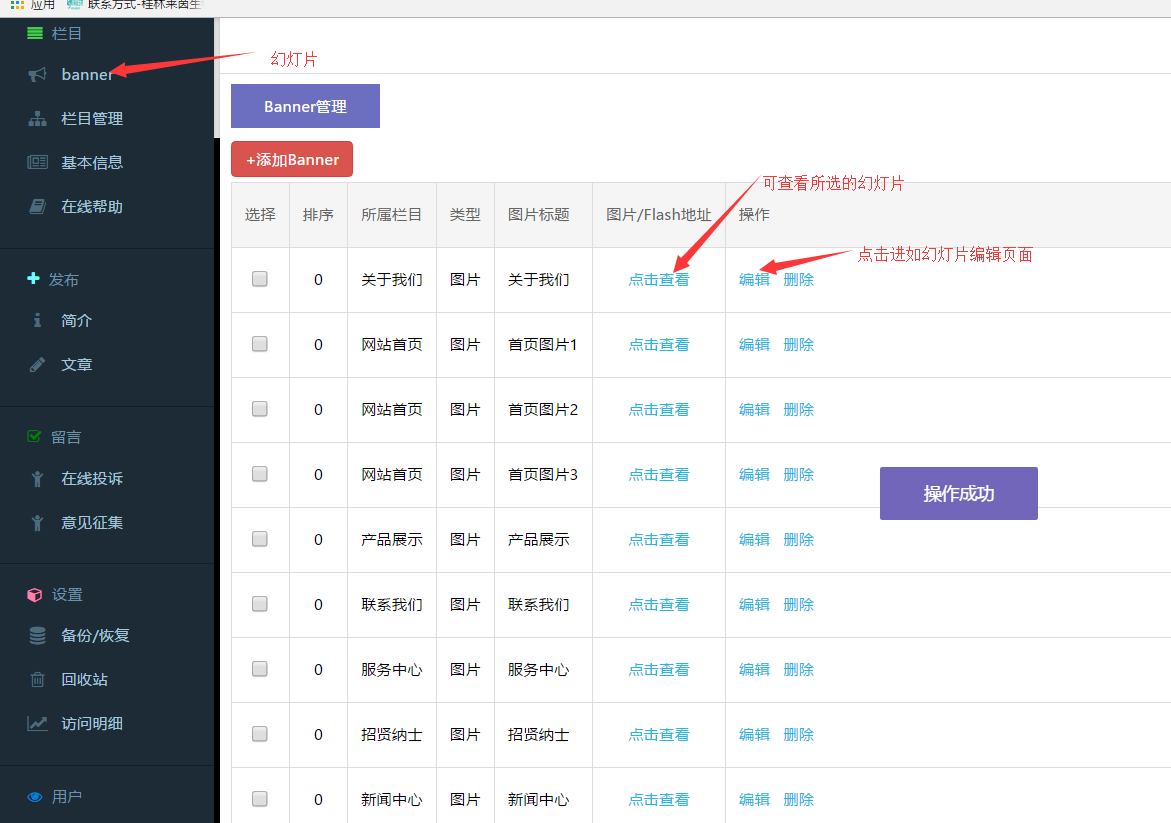 应用 联系方式-桂林莱茵生
栏目
banner
栏目管理
基本信息
在线帮助
发布
简介
文章
留言
在线投诉
意见征集
设置
备份/恢复
回收站
访问明细
用户
幻灯片
Banner管理
+添加Banner
可查看所选的幻灯片
选择 排序 所属栏目 类型 图片标题 图片/Flash地址 操作
点击进如幻灯片编辑页面
0 关于我们 图片 关于我们 点击查看 编辑 删除
0 网站首页 图片 首页图片1 点击查看 编辑 删除
0 网站首页 图片 首页图片2 点击查看 编辑 删除
0 网站首页 图片 首页图片3 点击查看 编辑 删除
操作成功
0 产品展示 图片 产品展示 点击查看 编辑 删除
0 联系我们 图片 联系我们 点击查看 编辑 删除
0 服务中心 图片 服务中心 点击查看 编辑 删除
0 招贤纳士 图片 招贤纳士 点击查看 编辑 删除
0 新闻中心 图片 新闻中心 点击查看 编辑 删除